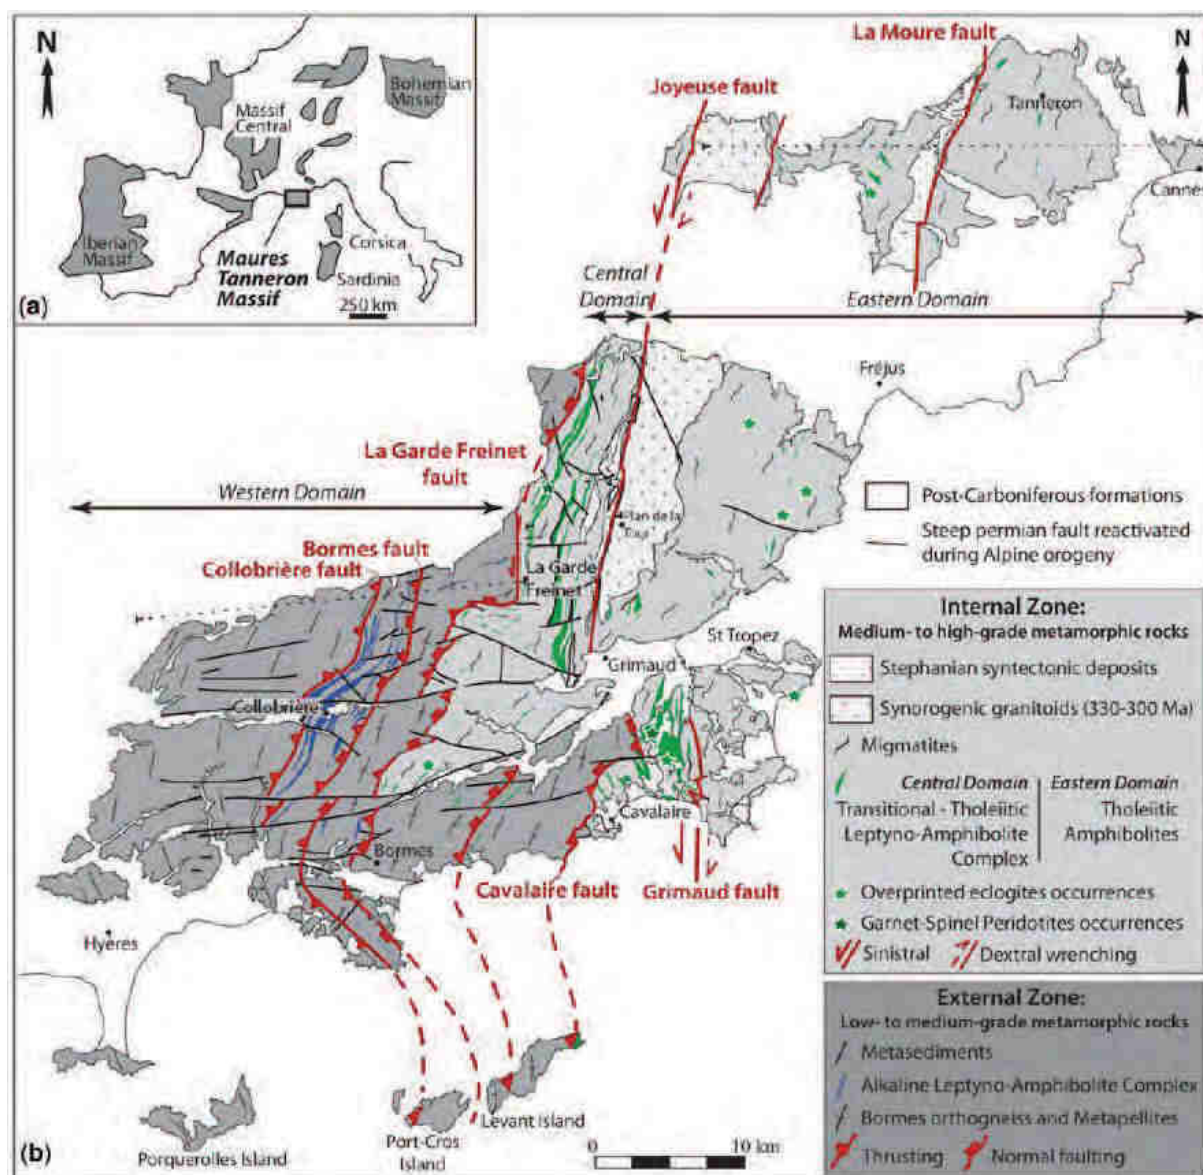 N
Massif
Central
Bohemian
Massif
Iberian
Massif
Corsica
Maures
Tanneron
Massif
Sardinia
250 km
(a)
La Moure fault
N
Joyeuse fault
Tanneron
Cannes
Central
Domain
Eastern Domain
Fréjus
La Garde Freinet
fault
Western Domain
Plan de la
Tour
Bormes fault
Collobrière fault
La Garde
Freinet
St Tropez
Grimaud
Collobrière
Cavalaire
Bormes
Cavalaire fault
Grimaud fault
Hyères
Levant Island
Port-Cros
Island
Porquerolles Island
0 10 km
(b)
Post-Carboniferous formations
Steep permian fault reactivated
during Alpine orogeny
Internal Zone:
Medium- to high-grade metamorphic rocks
Stephanian syntectonic deposits
Synorogenic granitoids (330-300 Ma)
Migmatites
Central Domain
Transitional - Tholeiitic
Leptyno-Amphibolite
Complex
Eastern Domain
Tholeiitic
Amphibolites
Overprinted eclogites occurrences
Garnet-Spinel Peridotites occurrences
Sinistral Dextral wrenching
External Zone:
Low- to medium-grade metamorphic rocks
Metasediments
Alkaline Leptyno-Amphibolite Complex
Bormes orthogneiss and Metapellites
Thrusting Normal faulting